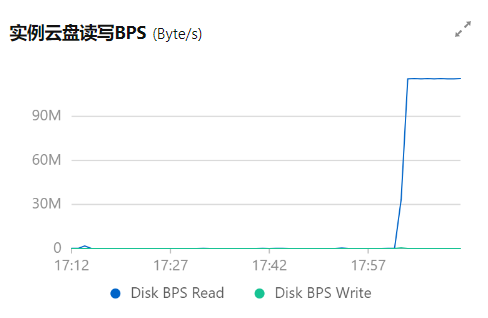 实例云盘读写BPS (Byte/s)
90M
60M
30M
0
17:12 17:27 17:42 17:57
Disk BPS Read Disk BPS Write